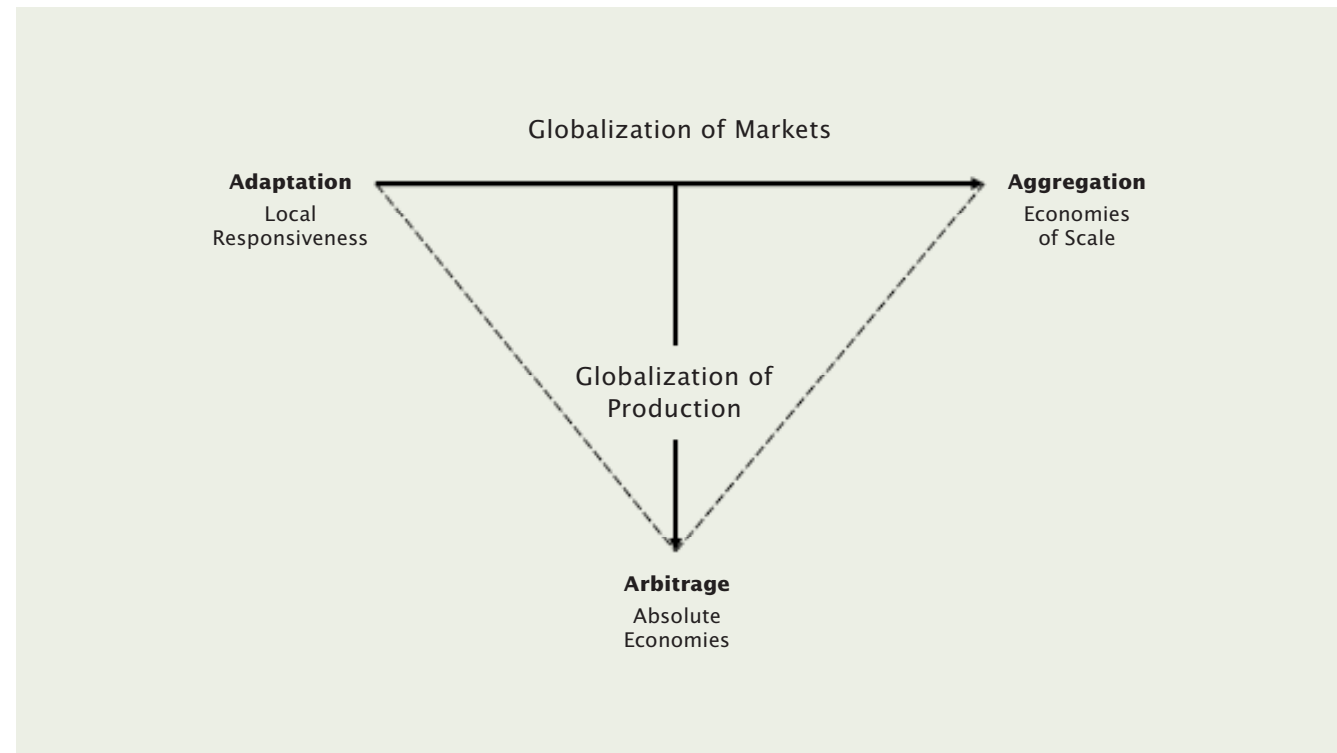 Globalization of Markets
Adaptation
Local
Responsiveness
Aggregation
Economies
of Scale
Globalization of
Production
Arbitrage
Absolute
Economies